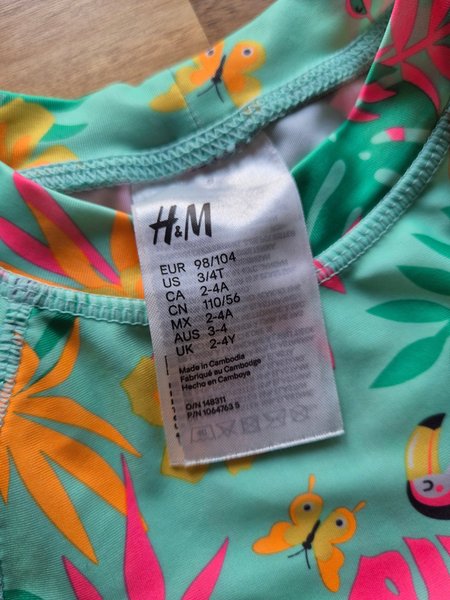 H&M
EUR 98/104
US 3/4T
CA 2-4A
CN 110/56
MX 2-4A
AUS 3-4
UK 2-4Y
Made in Cambodia
Fabriqué au Cambodge
Hecho en Camboya
O/N 148311
P/N 1064763 5